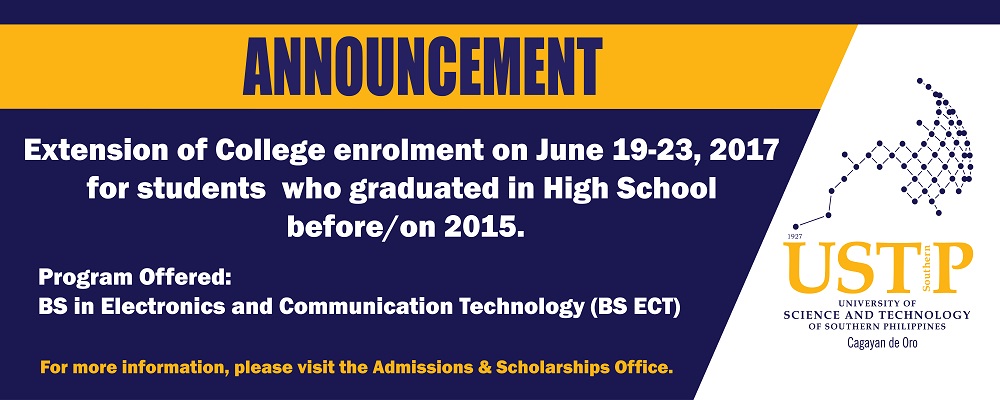 ANNOUNCEMENT
Extension of College enrolment on June 19-23, 2017
for students who graduated in High School
before/on 2015.
Program Offered:
BS in Electronics and Communication Technology (BS ECT)
For more information, please visit the Admissions & Scholarships Office.
1927
USTP
Southern
UNIVERSITY OF
SCIENCE AND TECHNOLOGY
OF SOUTHERN PHILIPPINES
Cagayan de Oro